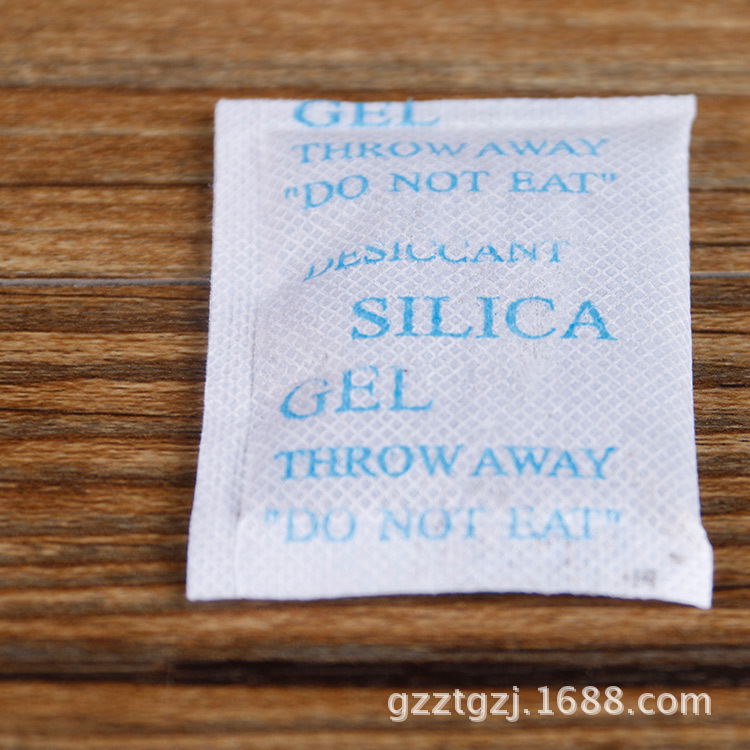 GEL
THROW AWAY
"DO NOT EAT"
DESICCANT
SILICA
GEL
THROW AWAY
"DO NOT EAT"
gzztgzj.1688.com